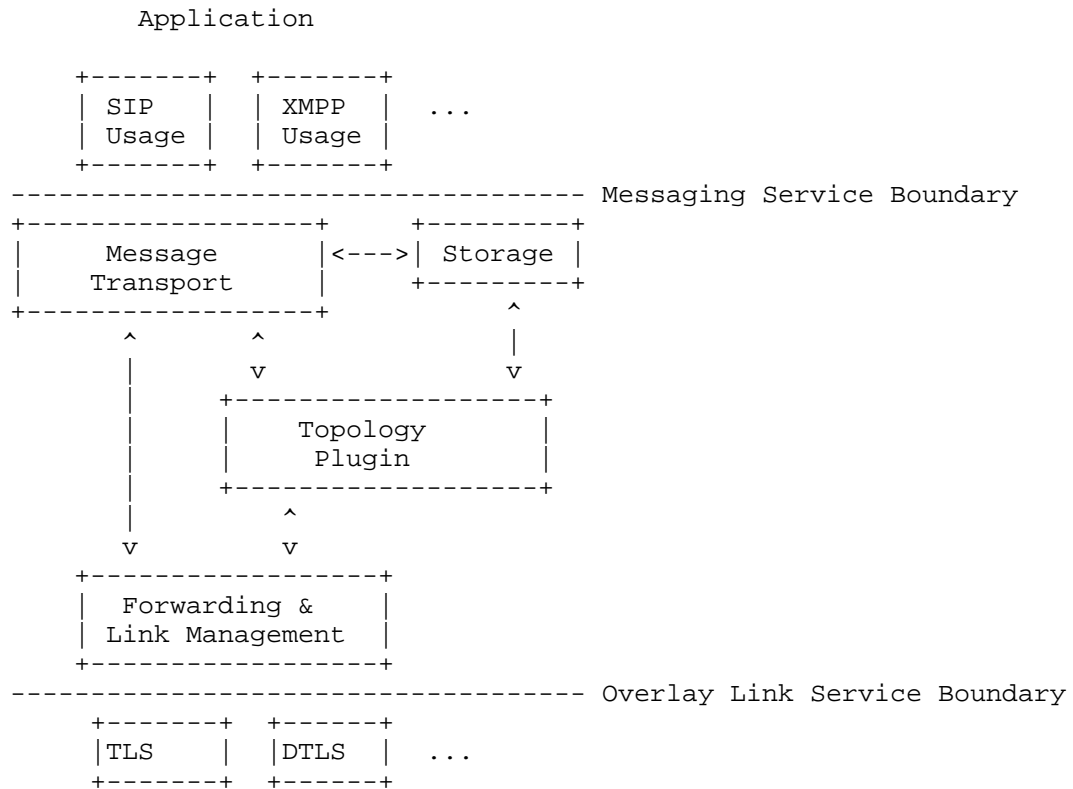 Application
SIP XMPP ...
Usage Usage
Messaging Service Boundary
Message Storage
Transport
Topology
Plugin
Forwarding &
Link Management
Overlay Link Service Boundary
TLS DTLS ...